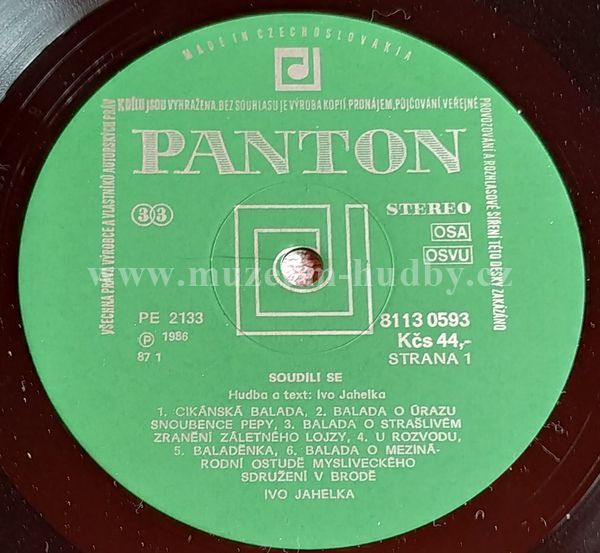 MADE IN CZECHOSLOVAKIA
VŠECHNA PRÁVA VÝROBCE A VLASTNÍKŮ AUTORSKÝCH PRÁV
K DÍLU JSOU VYHRAŽENA. BEZ SOUHLASU JE VÝROBA KOPIÍ PRONÁJEM, PŮJČOVÁNÍ, VEŘEJNÉ
PROVOZOVÁNÍ A ROZHLASOVÉ ŠÍŘENÍ TÉTO DESKY ZAKÁZÁNO
PANTON
33
STEREO
OSA
OSVU
www.muzeum-hudby.cz
PE 2133
Ⓟ 1986
87 1
8113 0593
Kčs 44,-
STRANA 1
SOUDILI SE
Hudba a text: Ivo Jahelka
1. CIKÁNSKÁ BALADA, 2. BALADA O ÚRAZU
SNOUBENCE PEPY, 3. BALADA O STRAŠLIVÉM
ZRANĚNÍ ZÁLETNÉHO LOJZY, 4. U ROZVODU,
5. BALADĚNKA, 6. BALADA O MEZINÁ-
RODNÍ OSTUDĚ MYSLIVECKÉHO
SDRUŽENÍ V BRODĚ
IVO JAHELKA